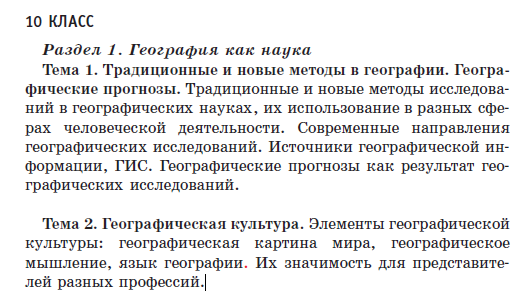 10 КЛАСС
Раздел 1. География как наука
Тема 1. Традиционные и новые методы в географии. Геогра-
фические прогнозы. Традиционные и новые методы исследова-
ний в географических науках, их использование в разных сфе-
рах человеческой деятельности. Современные направления
географических исследований. Источники географической ин-
формации, ГИС. Географические прогнозы как результат гео-
графических исследований.
Тема 2. Географическая культура. Элементы географической
культуры: географическая картина мира, географическое
мышление, язык географии. Их значимость для представите-
лей разных профессий.